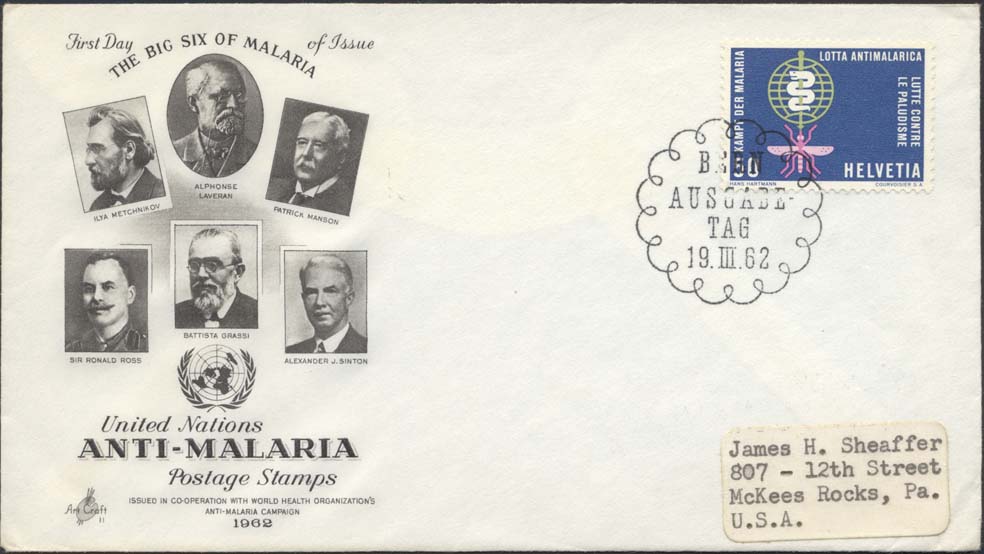 First Day of Issue
THE BIG SIX OF MALARIA
ILYA METCHNIKOV
ALPHONSE
LAVERAN
PATRICK MANSON
SIR RONALD ROSS
BATTISTA GRASSI
ALEXANDER J. SINTON
United Nations
ANTI-MALARIA
Postage Stamps
ISSUED IN CO-OPERATION WITH WORLD HEALTH ORGANIZATION'S
ANTI-MALARIA CAMPAIGN
1962
Art Craft
KAMPF DER MALARIA
LOTTA ANTIMALARICA
LUTTE CONTRE
LE PALUDISME
50
HELVETIA
HANS HARTMANN
COURVOISIER S.A.
BERN
AUSGABE-
TAG
19.III.62
James H. Sheaffer
807 - 12th Street
McKees Rocks, Pa.
U.S.A.